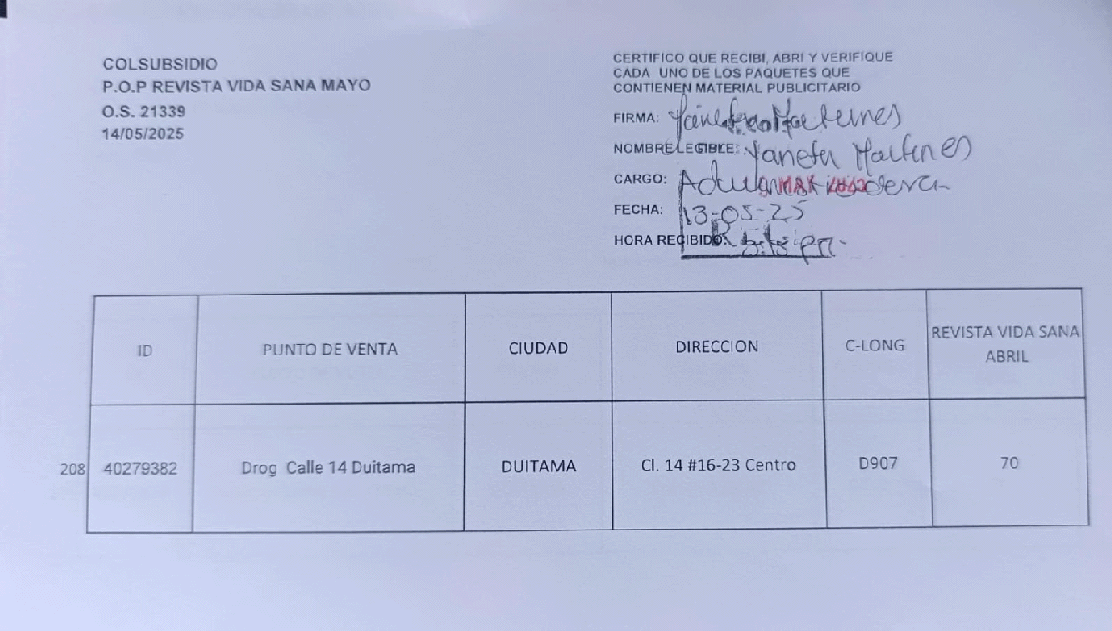 COLSUBSIDIO
P.O.P REVISTA VIDA SANA MAYO
O.S. 21339
14/05/2025
CERTIFICO QUE RECIBI, ABRI Y VERIFIQUE
CADA UNO DE LOS PAQUETES QUE
CONTIENEN MATERIAL PUBLICITARIO
FIRMA:
NOMBRE LEGIBLE: Yaneth Martines
CARGO:
FECHA: 13-05-25
HORA RECIBIDO:
ID PUNTO DE VENTA CIUDAD DIRECCION C-LONG REVISTA VIDA SANA
ABRIL
208 40279382 Drog Calle 14 Duitama DUITAMA Cl. 14 #16-23 Centro D907 70